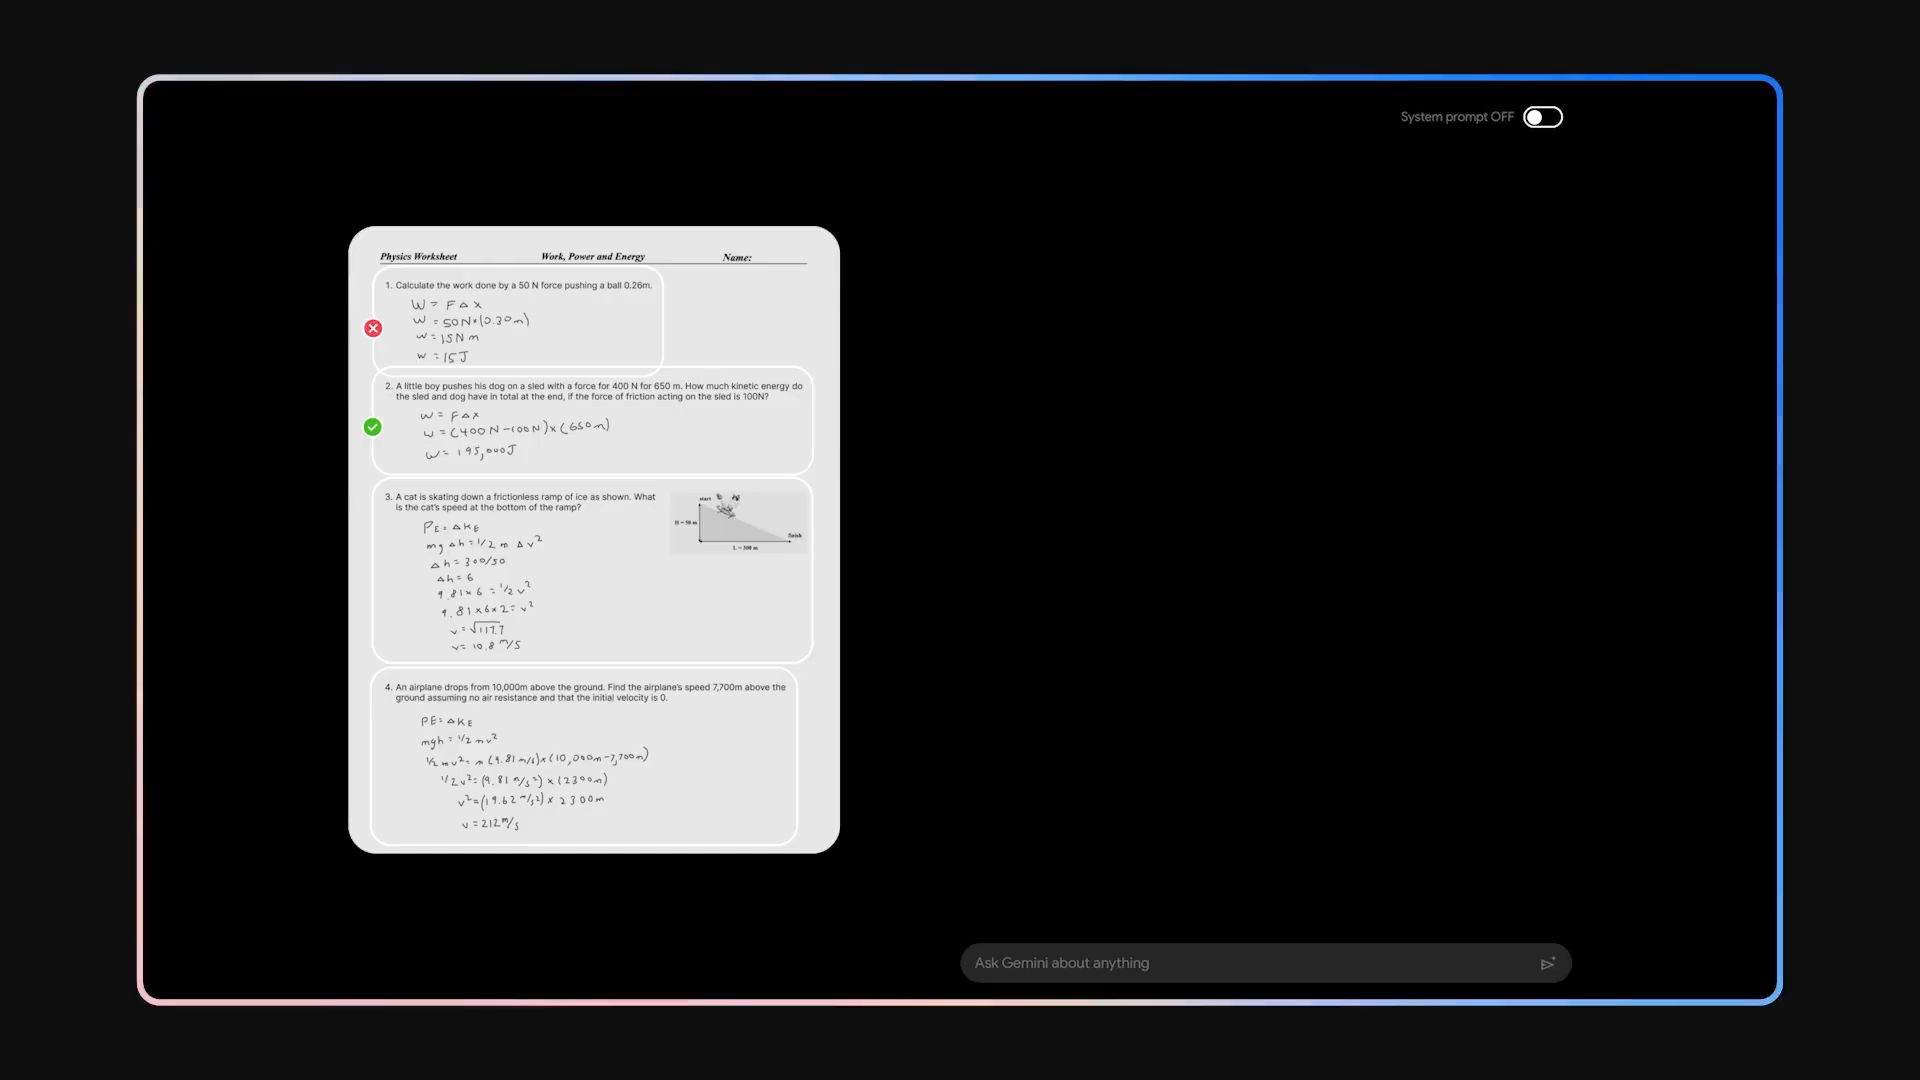 System prompt OFF
Physics Worksheet Work, Power and Energy Name:
1. Calculate the work done by a 50 N force pushing a ball 0.26m.
W = F Δ x
W = 50N×(0.30m)
W = 15N m
W = 15J
2. A little boy pushes his dog on a sled with a force for 400 N for 650 m. How much kinetic energy do
the sled and dog have in total at the end, if the force of friction acting on the sled is 100N?
W = F Δ x
W = (400N-100N)×(650m)
W = 195,000J
3. A cat is skating down a frictionless ramp of ice as shown. What
is the cat's speed at the bottom of the ramp?
start
H = 50 m
finish
L = 300 m
PE = ΔKE
mg Δh = 1/2 m Δv²
Δh = 300/50
Δh = 6
9.81×6 = 1/2 v²
9.81×6×2 = v²
v = √117.7
v = 10.8 m/s
4. An airplane drops from 10,000m above the ground. Find the airplane's speed 7,700m above the
ground assuming no air resistance and that the initial velocity is 0.
PE = ΔKE
mgh = 1/2 mv²
1/2 mv² = m (9.81 m/s)×(10,000m-7,700m)
1/2 v² = (9.81 m/s²) × (2300m)
v² = (19.62 m/s²) × 2300m
v = 212 m/s
Ask Gemini about anything